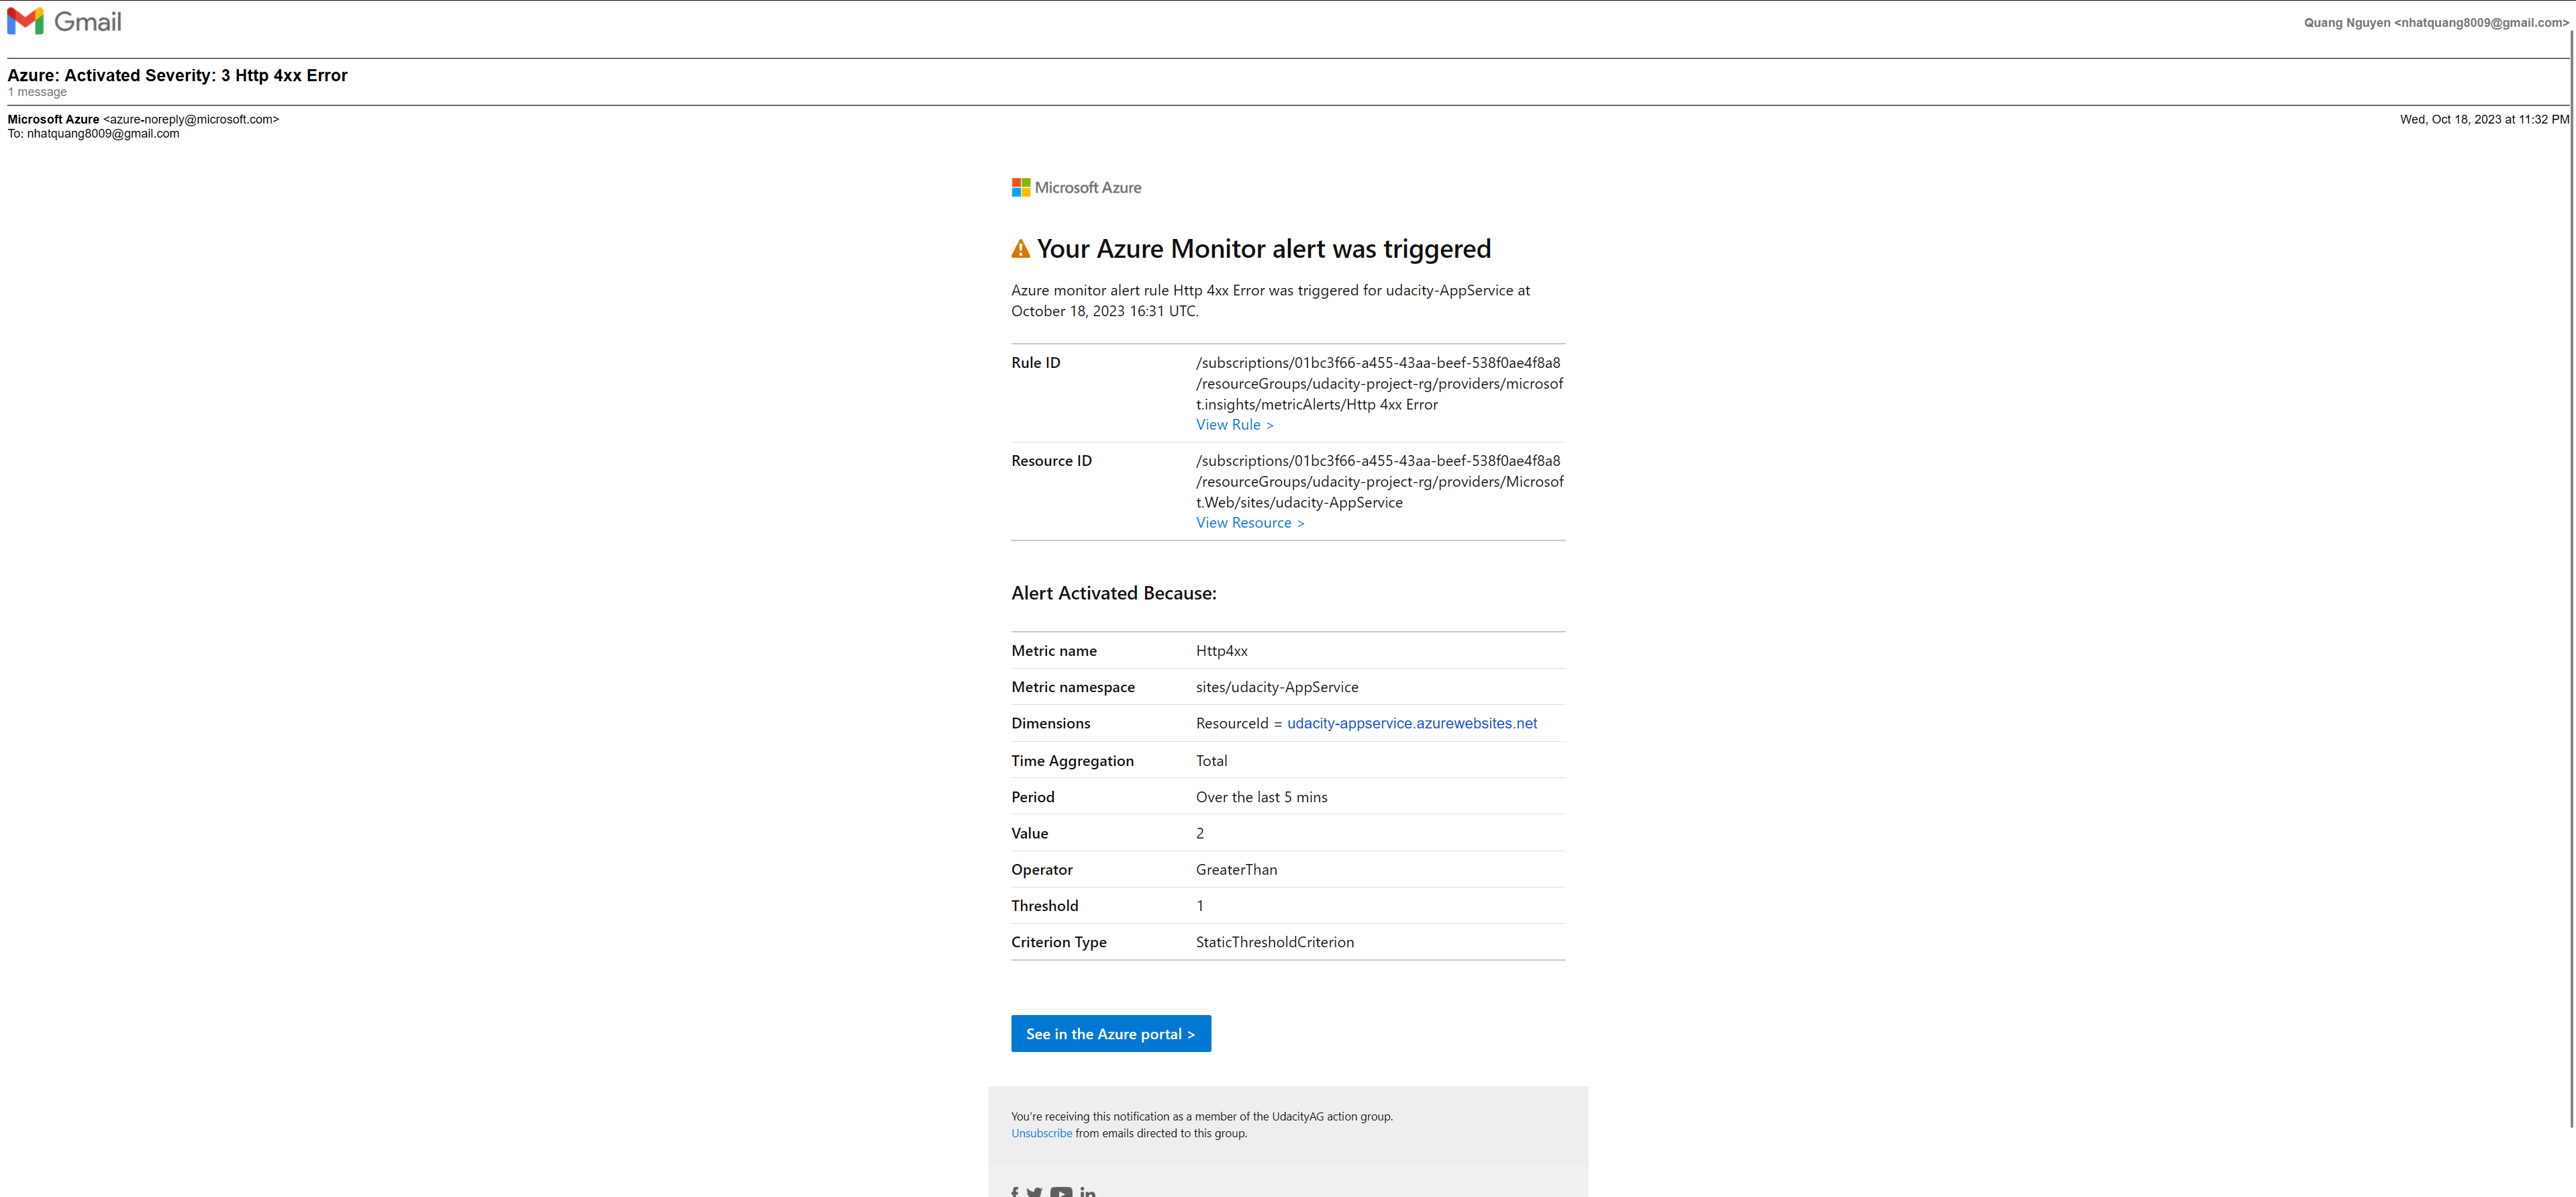 Gmail
Quang Nguyen <nhatquang8009@gmail.com>
Azure: Activated Severity: 3 Http 4xx Error
1 message
Microsoft Azure <azure-noreply@microsoft.com>
Wed, Oct 18, 2023 at 11:32 PM
To: nhatquang8009@gmail.com
Microsoft Azure
Your Azure Monitor alert was triggered
Azure monitor alert rule Http 4xx Error was triggered for udacity-AppService at
October 18, 2023 16:31 UTC.
Rule ID /subscriptions/01bc3f66-a455-43aa-beef-538f0ae4f8a8
/resourceGroups/udacity-project-rg/providers/microsof
t.insights/metricAlerts/Http 4xx Error
View Rule >
Resource ID /subscriptions/01bc3f66-a455-43aa-beef-538f0ae4f8a8
/resourceGroups/udacity-project-rg/providers/Microsof
t.Web/sites/udacity-AppService
View Resource >
Alert Activated Because:
Metric name Http4xx
Metric namespace sites/udacity-AppService
Dimensions ResourceId = udacity-appservice.azurewebsites.net
Time Aggregation Total
Period Over the last 5 mins
Value 2
Operator GreaterThan
Threshold 1
Criterion Type StaticThresholdCriterion
See in the Azure portal >
You're receiving this notification as a member of the UdacityAG action group.
Unsubscribe from emails directed to this group.